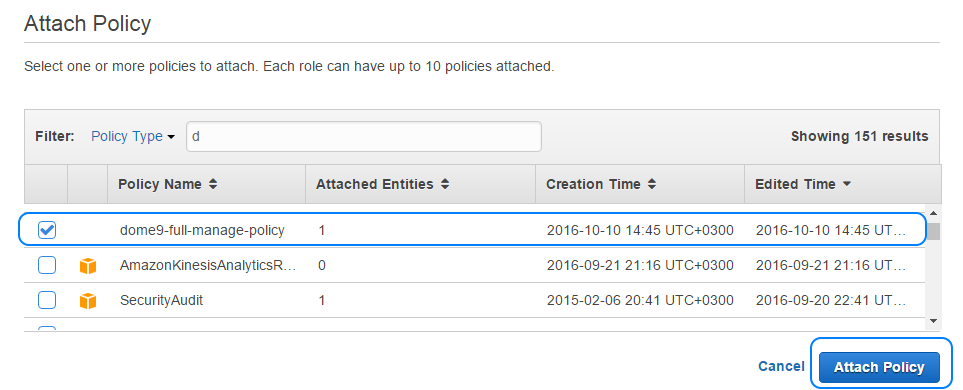 Attach Policy
Select one or more policies to attach. Each role can have up to 10 policies attached.
Filter: Policy Type d Showing 151 results
Policy Name Attached Entities Creation Time Edited Time
dome9-full-manage-policy 1 2016-10-10 14:45 UTC+0300 2016-10-10 14:45 UT…
AmazonKinesisAnalyticsR… 0 2016-09-21 21:16 UTC+0300 2016-09-21 21:16 UT…
SecurityAudit 1 2015-02-06 20:41 UTC+0300 2016-09-20 22:41 UT…
Cancel Attach Policy